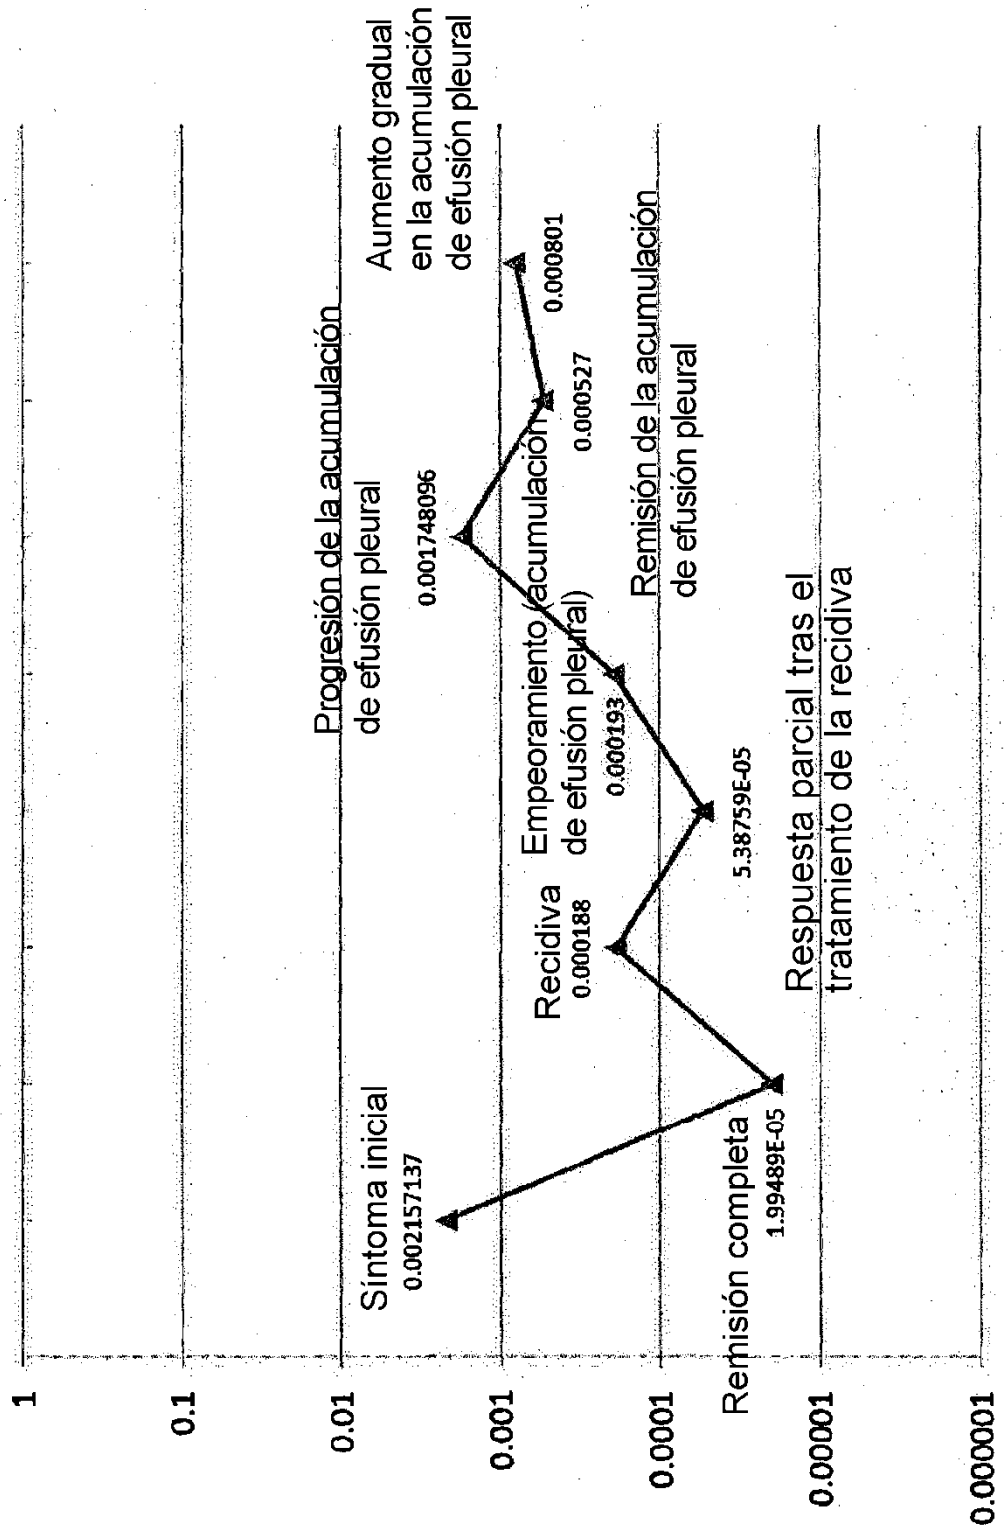 1
0.1
0.01
0.001
0.0001
0.00001
0.000001
Síntoma inicial
0.002157137
Remisión completa
1.99489E-05
Recidiva
0.000188
5.38759E-05
Respuesta parcial tras el
tratamiento de la recidiva
Empeoramiento (acumulación
de efusión pleural)
0.000193
Progresión de la acumulación
de efusión pleural
0.001748096
Remisión de la acumulación
de efusión pleural
0.000527
Aumento gradual
en la acumulación
de efusión pleural
0.000801